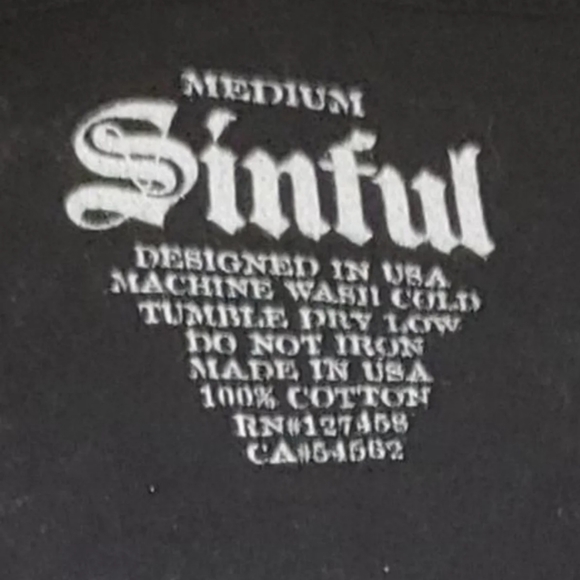 MEDIUM
Sinful
DESIGNED IN USA
MACHINE WASH COLD
TUMBLE DRY LOW
DO NOT IRON
MADE IN USA
100% COTTON
RN#127458
CA#54562